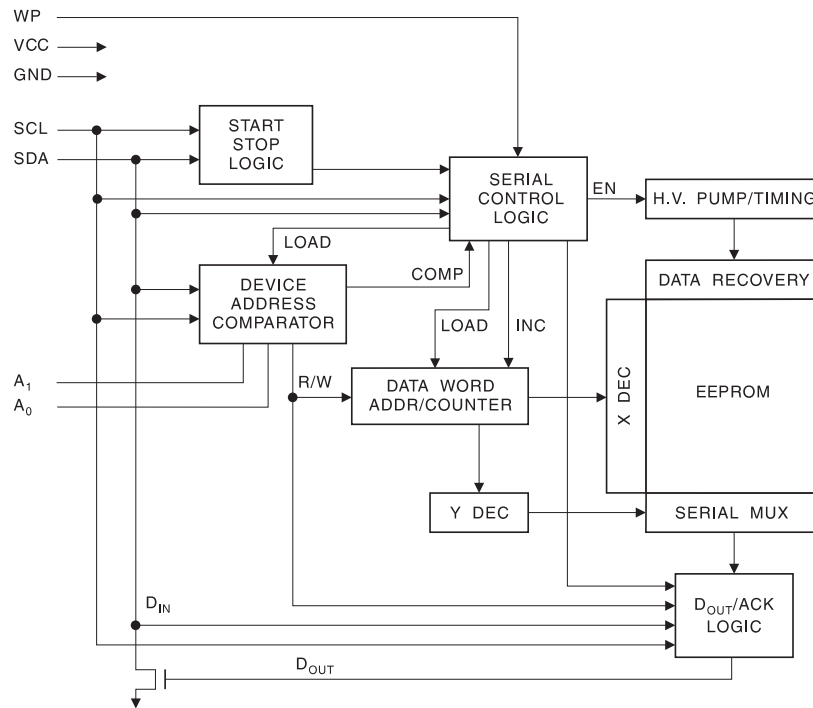 WP
VCC
GND
SCL
SDA
START
STOP
LOGIC
SERIAL
CONTROL
LOGIC
EN
H.V. PUMP/TIMING
LOAD
COMP
DEVICE
ADDRESS
COMPARATOR
DATA RECOVERY
LOAD
INC
A1
A0
R/W
DATA WORD
ADDR/COUNTER
X DEC
EEPROM
Y DEC
SERIAL MUX
DIN
DOUT/ACK
LOGIC
DOUT